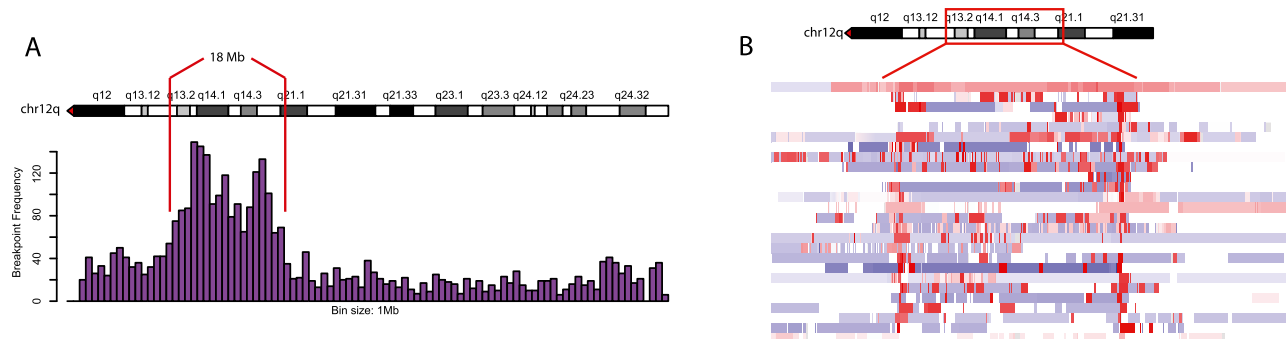 A
18 Mb
q12 q13.12 q13.2 q14.1 q14.3 q21.1 q21.31 q21.33 q23.1 q23.3 q24.12 q24.23 q24.32
chr12q
Breakpoint Frequency
120
80
40
0
Bin size: 1Mb
B
q12 q13.12 q13.2 q14.1 q14.3 q21.1 q21.31
chr12q